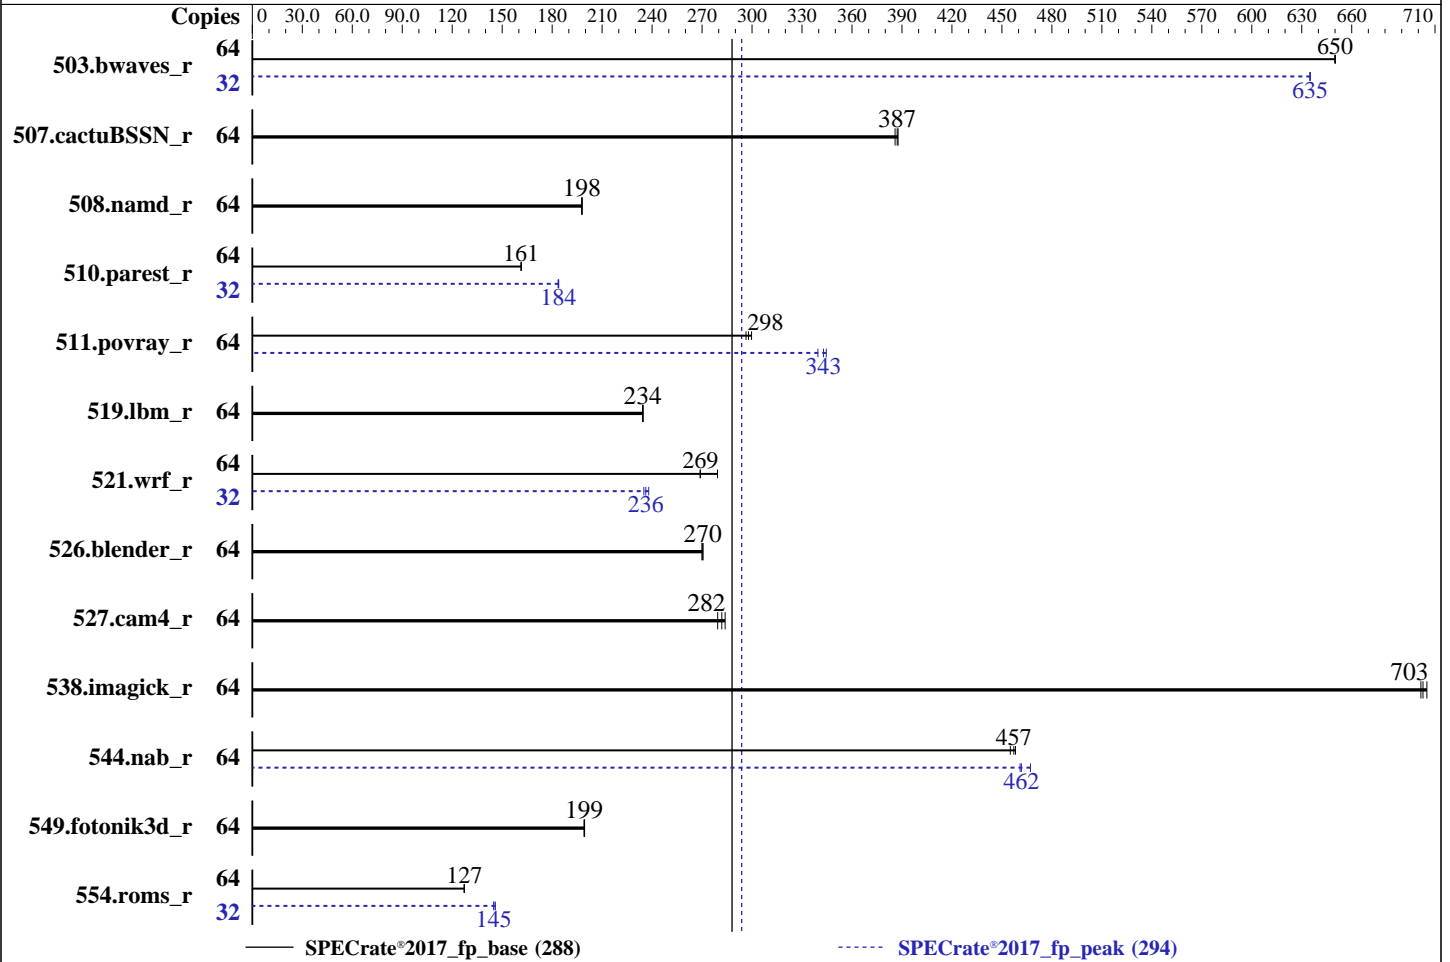 Copies 0 30.0 60.0 90.0 120 150 180 210 240 270 300 330 360 390 420 450 480 510 540 570 600 630 660 710
503.bwaves_r 64 650
32 635
507.cactuBSSN_r 64 387
508.namd_r 64 198
510.parest_r 64 161
32 184
511.povray_r 64 298
343
519.lbm_r 64 234
521.wrf_r 64 269
32 236
526.blender_r 64 270
527.cam4_r 64 282
538.imagick_r 64 703
544.nab_r 64 457
462
549.fotonik3d_r 64 199
554.roms_r 64 127
32 145
SPECrate®2017_fp_base (288) SPECrate®2017_fp_peak (294)